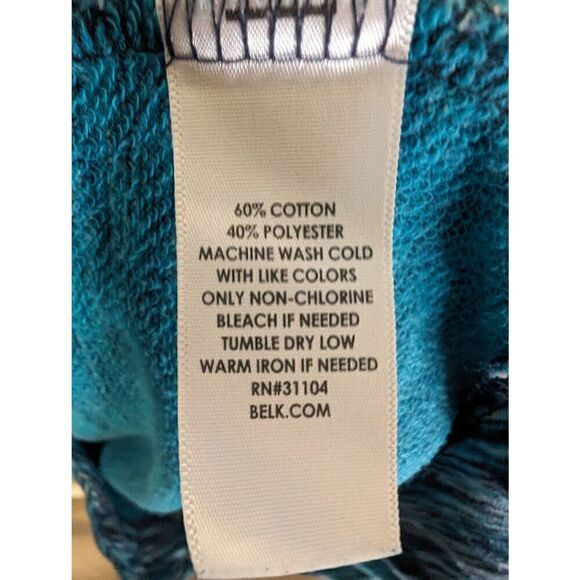 60% COTTON
40% POLYESTER
MACHINE WASH COLD
WITH LIKE COLORS
ONLY NON-CHLORINE
BLEACH IF NEEDED
TUMBLE DRY LOW
WARM IRON IF NEEDED
RN#31104
BELK.COM